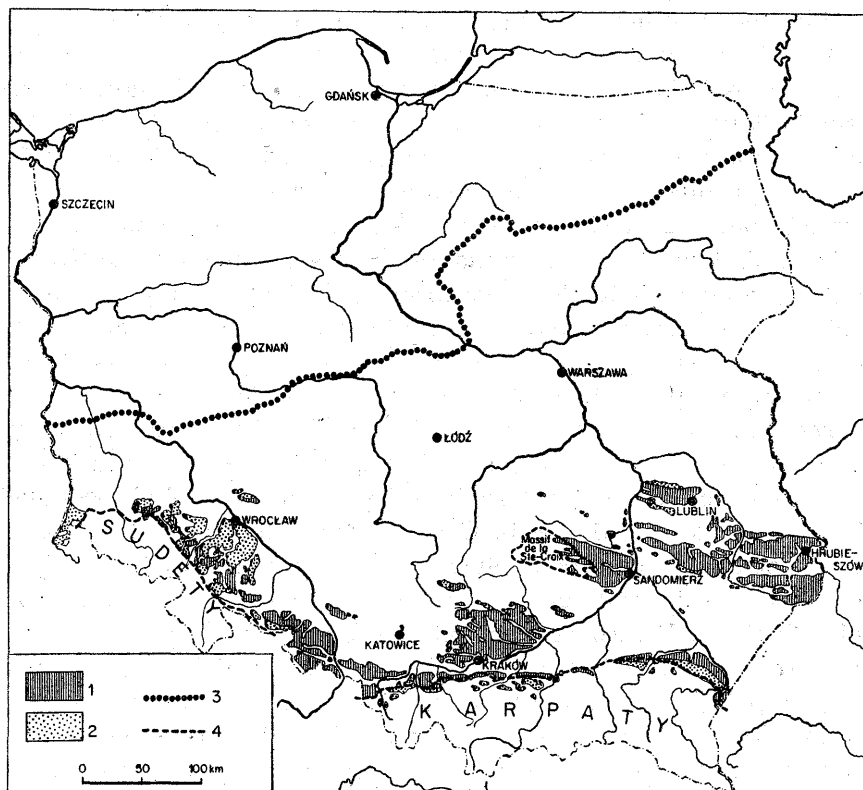 GDAŃSK
SZCZECIN
POZNAŃ
WARSZAWA
ŁÓDŹ
WROCŁAW
LUBLIN
Massif
de la
Ste-Croix
HRUBIE-
SZÓW
SANDOMIERZ
SUDETY
KATOWICE
KRAKÓW
KARPATY
1
2
3
4
0 50 100 km